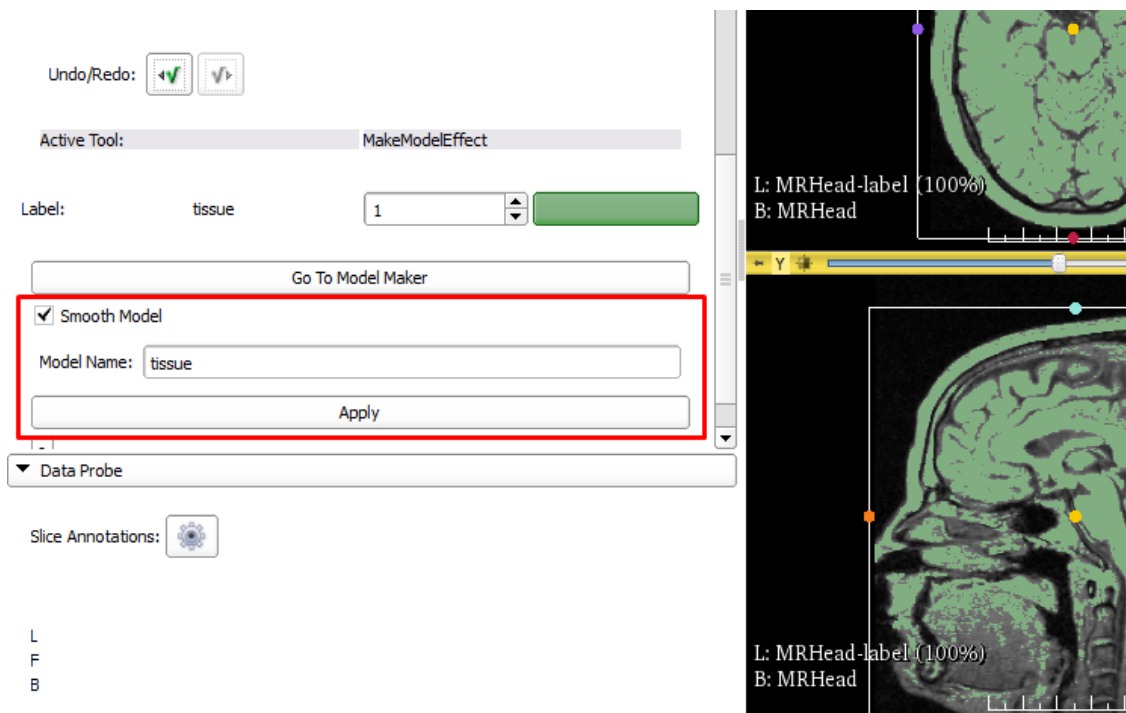 Undo/Redo:
Active Tool: MakeModelEffect
Label: tissue 1
Go To Model Maker
Smooth Model
Model Name: tissue
Apply
Data Probe
Slice Annotations:
L
F
B
L: MRHead-label (100%)
B: MRHead
Y
L: MRHead-label (100%)
B: MRHead